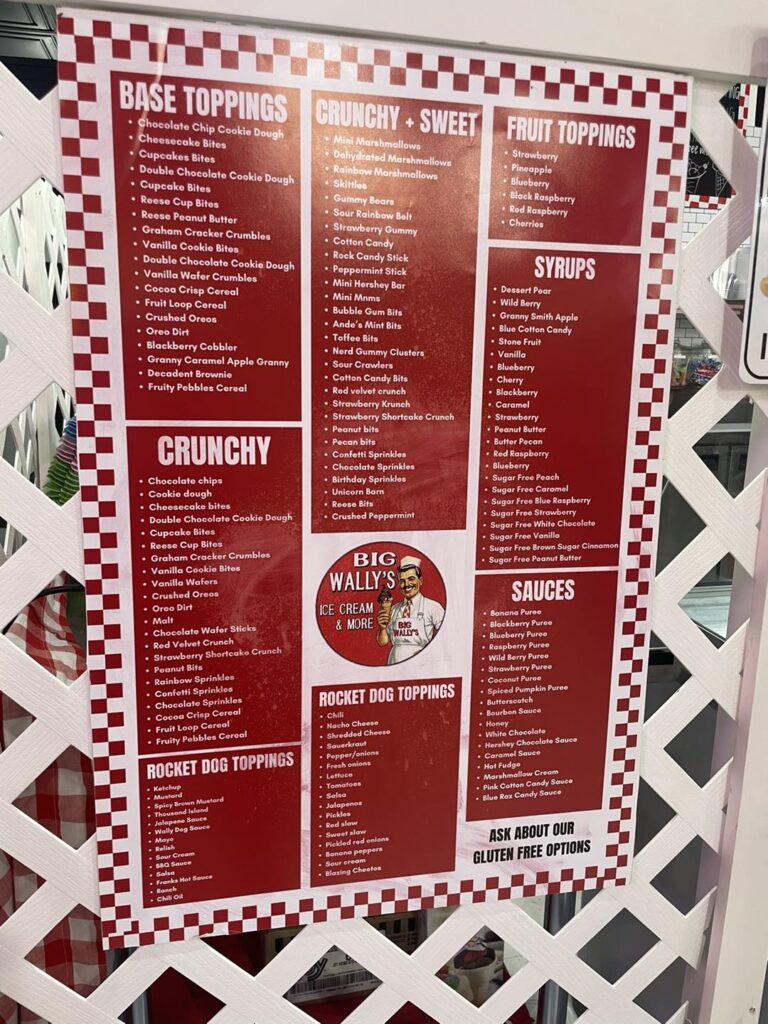 BASE TOPPINGS
• Chocolate Chip Cookie Dough
• Cheesecake Bites
• Cupcakes Bites
• Double Chocolate Cookie Dough
• Cupcake Bites
• Reese Cup Bites
• Reese Peanut Butter
• Graham Cracker Crumbles
• Vanilla Cookie Bites
• Double Chocolate Cookie Dough
• Vanilla Wafer Crumbles
• Cocoa Crisp Cereal
• Fruit Loop Cereal
• Crushed Oreos
• Oreo Dirt
• Blackberry Cobbler
• Granny Caramel Apple Granny
• Decadent Brownie
• Fruity Pebbles Cereal
CRUNCHY
• Chocolate chips
• Cookie dough
• Cheesecake bites
• Double Chocolate Cookie Dough
• Cupcake Bites
• Reese Cup Bites
• Graham Cracker Crumbles
• Vanilla Cookie Bites
• Vanilla Wafers
• Crushed Oreos
• Oreo Dirt
• Malt
• Chocolate Wafer Sticks
• Red Velvet Crunch
• Strawberry Shortcake Crunch
• Peanut Bits
• Rainbow Sprinkles
• Confetti Sprinkles
• Chocolate Sprinkles
• Cocoa Crisp Cereal
• Fruit Loop Cereal
• Fruity Pebbles Cereal
ROCKET DOG TOPPINGS
• Ketchup
• Mustard
• Spicy Brown Mustard
• Thousand Island
• Jalapeno Sauce
• Wally Dog Sauce
• Mayo
• Relish
• Sour Cream
• BBQ Sauce
• Salsa
• Franks Hot Sauce
• Ranch
• Chili Oil
CRUNCHY + SWEET
• Mini Marshmallows
• Dehydrated Marshmallows
• Rainbow Marshmallows
• Skittles
• Gummy Bears
• Sour Rainbow Belt
• Strawberry Gummy
• Cotton Candy
• Rock Candy Stick
• Peppermint Stick
• Mini Hershey Bar
• Mini Mnms
• Bubble Gum Bits
• Ande's Mint Bits
• Toffee Bits
• Nerd Gummy Clusters
• Sour Crawlers
• Cotton Candy Bits
• Red velvet crunch
• Strawberry Krunch
• Strawberry Shortcake Crunch
• Peanut bits
• Pecan bits
• Confetti Sprinkles
• Chocolate Sprinkles
• Birthday Sprinkles
• Unicorn Barn
• Reese Bits
• Crushed Peppermint
BIG
WALLY'S
ICE CREAM
& MORE
BIG
WALLY'S
ROCKET DOG TOPPINGS
• Chili
• Nacho Cheese
• Shredded Cheese
• Sauerkraut
• Pepper/onions
• Fresh onions
• Lettuce
• Tomatoes
• Salsa
• Jalapenos
• Pickles
• Red slaw
• Sweet slaw
• Pickled red onions
• Banana peppers
• Sour cream
• Blazing Cheetos
FRUIT TOPPINGS
• Strawberry
• Pineapple
• Blueberry
• Black Raspberry
• Red Raspberry
• Cherries
SYRUPS
• Dessert Pear
• Wild Berry
• Granny Smith Apple
• Blue Cotton Candy
• Stone Fruit
• Vanilla
• Blueberry
• Cherry
• Blackberry
• Caramel
• Strawberry
• Peanut Butter
• Butter Pecan
• Red Raspberry
• Blueberry
• Sugar Free Peach
• Sugar Free Caramel
• Sugar Free Blue Raspberry
• Sugar Free Strawberry
• Sugar Free White Chocolate
• Sugar Free Vanilla
• Sugar Free Brown Sugar Cinnamon
• Sugar Free Peanut Butter
SAUCES
• Banana Puree
• Blackberry Puree
• Blueberry Puree
• Raspberry Puree
• Wild Berry Puree
• Strawberry Puree
• Coconut Puree
• Spiced Pumpkin Puree
• Butterscotch
• Bourbon Sauce
• Honey
• White Chocolate
• Hershey Chocolate Sauce
• Caramel Sauce
• Hot Fudge
• Marshmallow Cream
• Pink Cotton Candy Sauce
• Blue Raz Candy Sauce
ASK ABOUT OUR
GLUTEN FREE OPTIONS